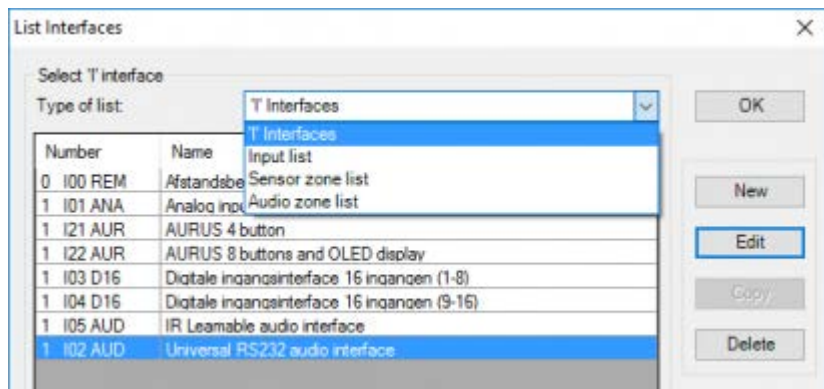 List Interfaces
Select 'I' interface
Type of list:
'I' Interfaces
OK
'I' Interfaces
Input list
Sensor zone list
Audio zone list
Number Name
0 I00 REM Afstandsbe
1 I01 ANA Analog inpu
1 I21 AUR AURUS 4 button
1 I22 AUR AURUS 8 buttons and OLED display
1 I03 D16 Digitale ingangsinterface 16 ingangen (1-8)
1 I04 D16 Digitale ingangsinterface 16 ingangen (9-16)
1 I05 AUD IR Learnable audio interface
1 I02 AUD Universal RS232 audio interface
New
Edit
Copy
Delete